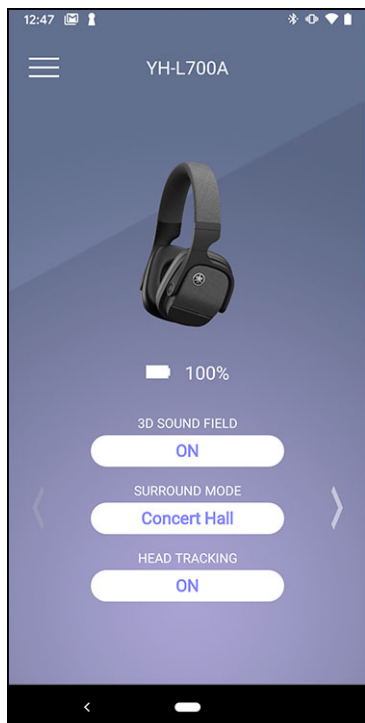 12:47
YH-L700A
100%
3D SOUND FIELD
ON
SURROUND MODE
Concert Hall
HEAD TRACKING
ON